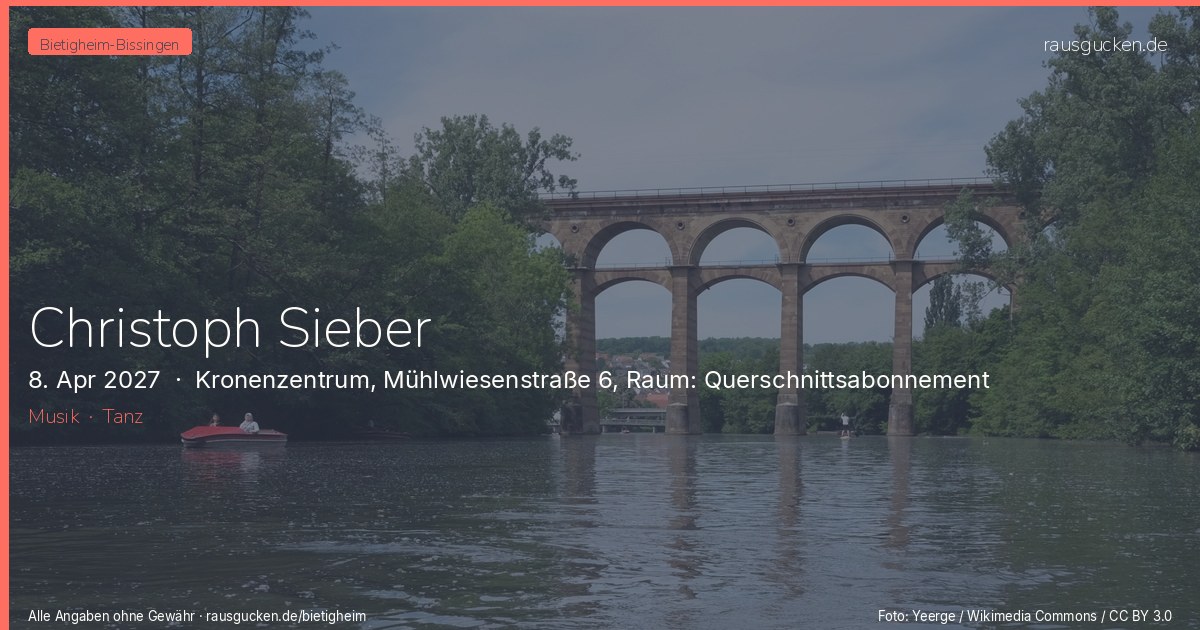 Bietigheim-Bissingen
rausgucken.de
Christoph Sieber
8. Apr 2027 · Kronenzentrum, Mühlwiesenstraße 6, Raum: Querschnittsabonnement
Musik · Tanz
Alle Angaben ohne Gewähr · rausgucken.de/bietigheim
Foto: Yeerge / Wikimedia Commons / CC BY 3.0